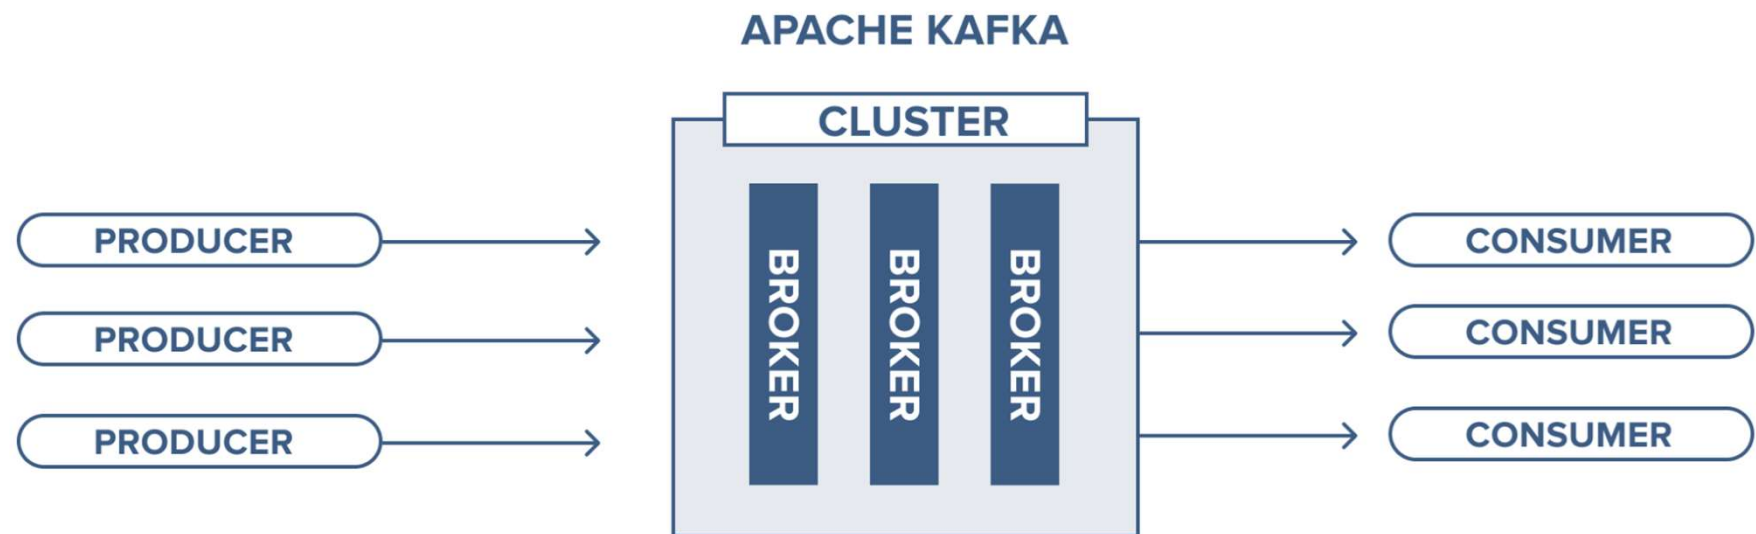 APACHE KAFKA
CLUSTER
PRODUCER
PRODUCER
PRODUCER
BROKER
BROKER
BROKER
CONSUMER
CONSUMER
CONSUMER